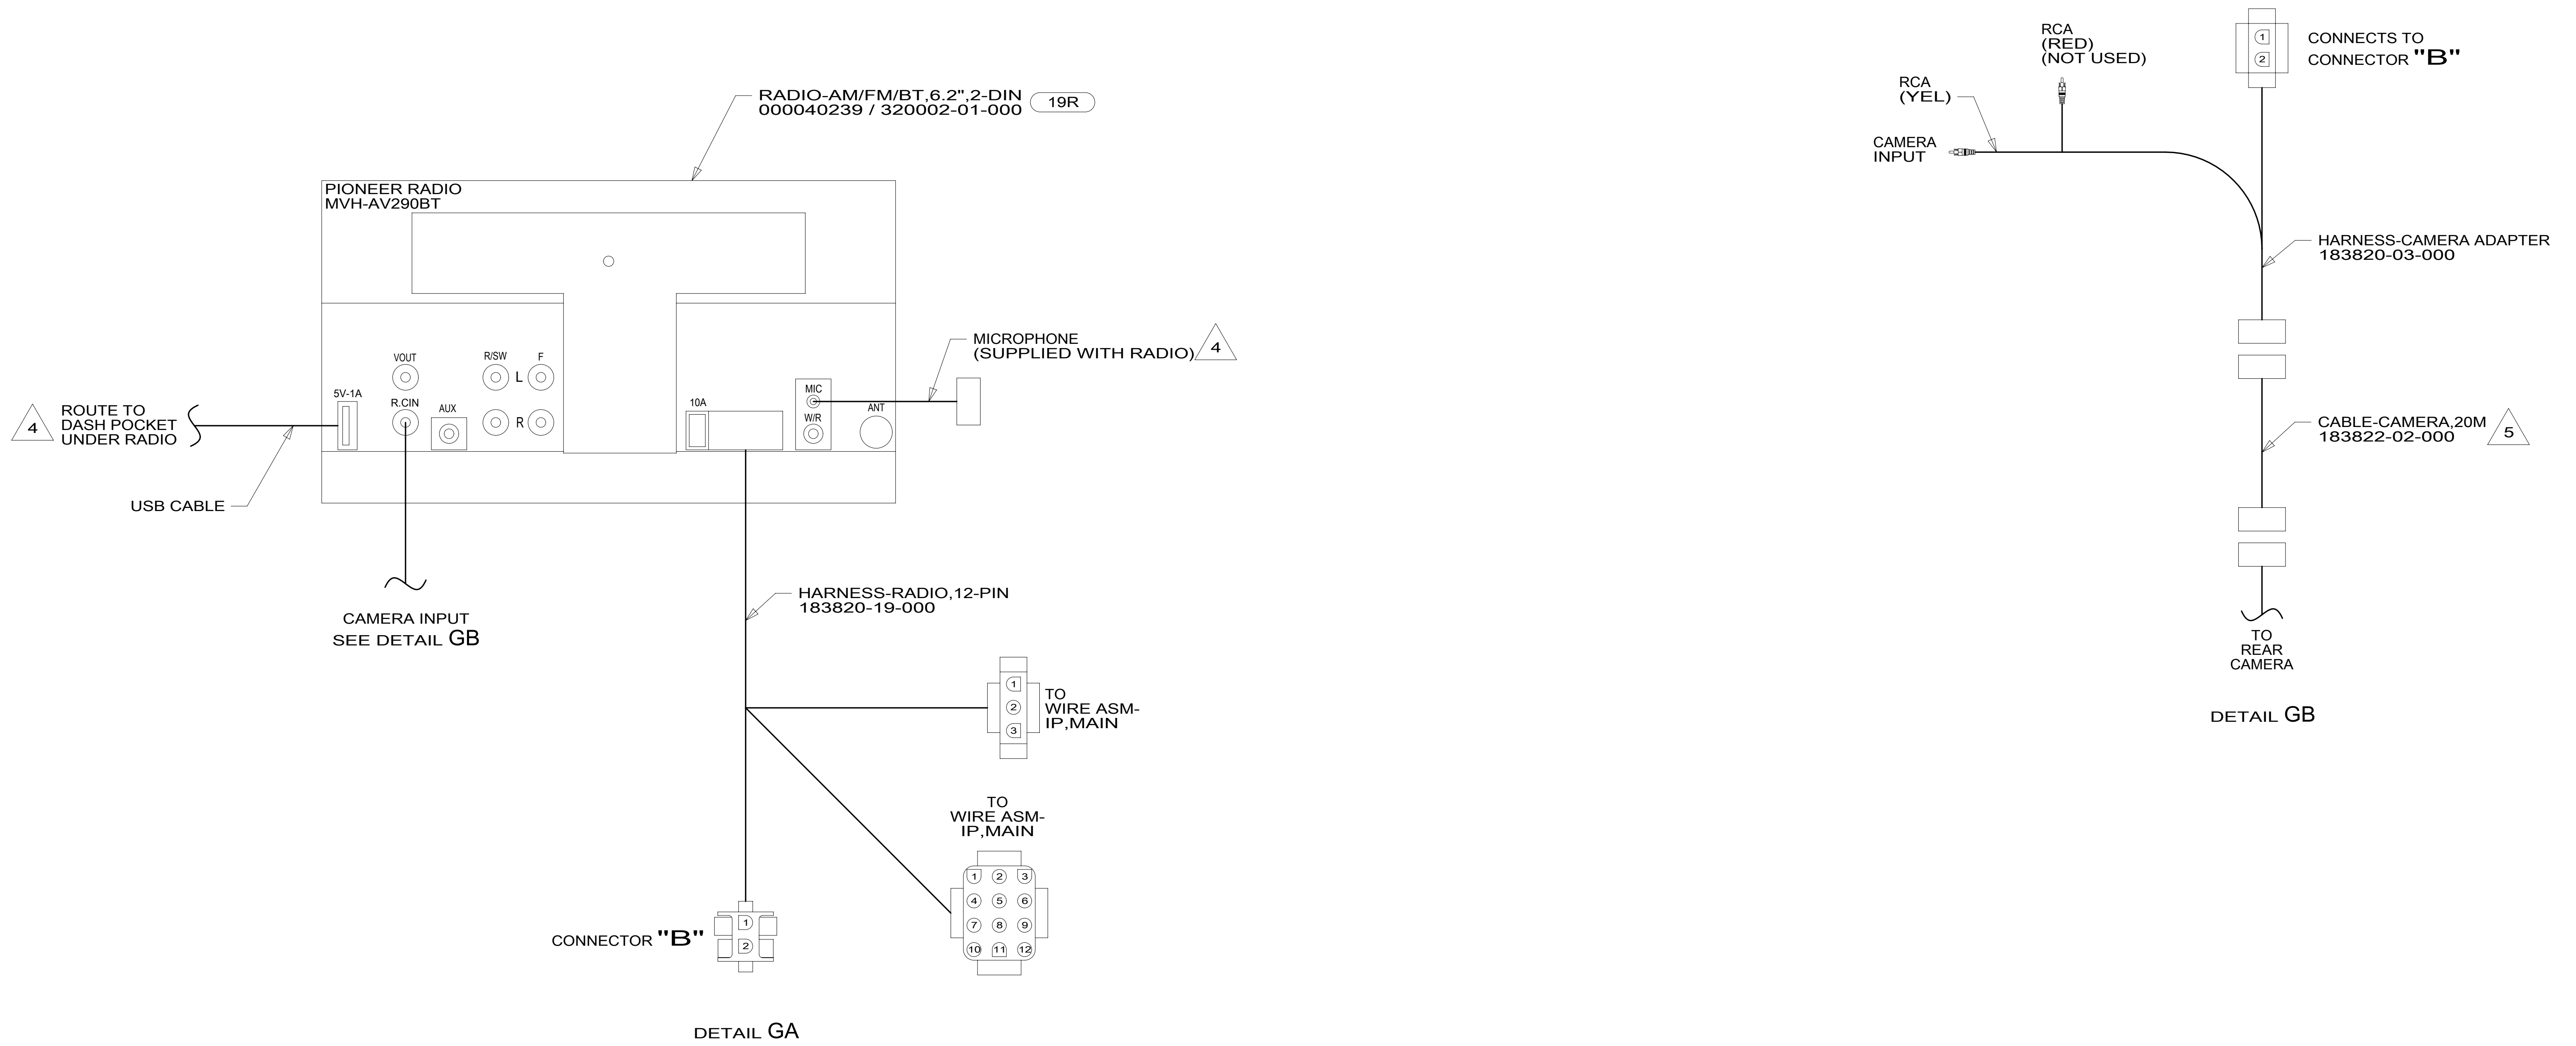 RADIO-AM/FM/BT,6.2",2-DIN
000040239 / 320002-01-000
19R
PIONEER RADIO
MVH-AV290BT
VOUT
R/SW
F
L
5V-1A
R.CIN
AUX
R
10A
MIC
W/R
ANT
MICROPHONE
(SUPPLIED WITH RADIO)
4
4
ROUTE TO
DASH POCKET
UNDER RADIO
USB CABLE
CAMERA INPUT
SEE DETAIL GB
HARNESS-RADIO,12-PIN
183820-19-000
1
2
3
TO
WIRE ASM-
IP,MAIN
TO
WIRE ASM-
IP,MAIN
1 2 3
4 5 6
7 8 9
10 11 12
CONNECTOR "B"
1
2
DETAIL GA
RCA
(RED)
(NOT USED)
RCA
(YEL)
CAMERA
INPUT
1
2
CONNECTS TO
CONNECTOR "B"
HARNESS-CAMERA ADAPTER
183820-03-000
CABLE-CAMERA,20M
183822-02-000
5
TO
REAR
CAMERA
DETAIL GB